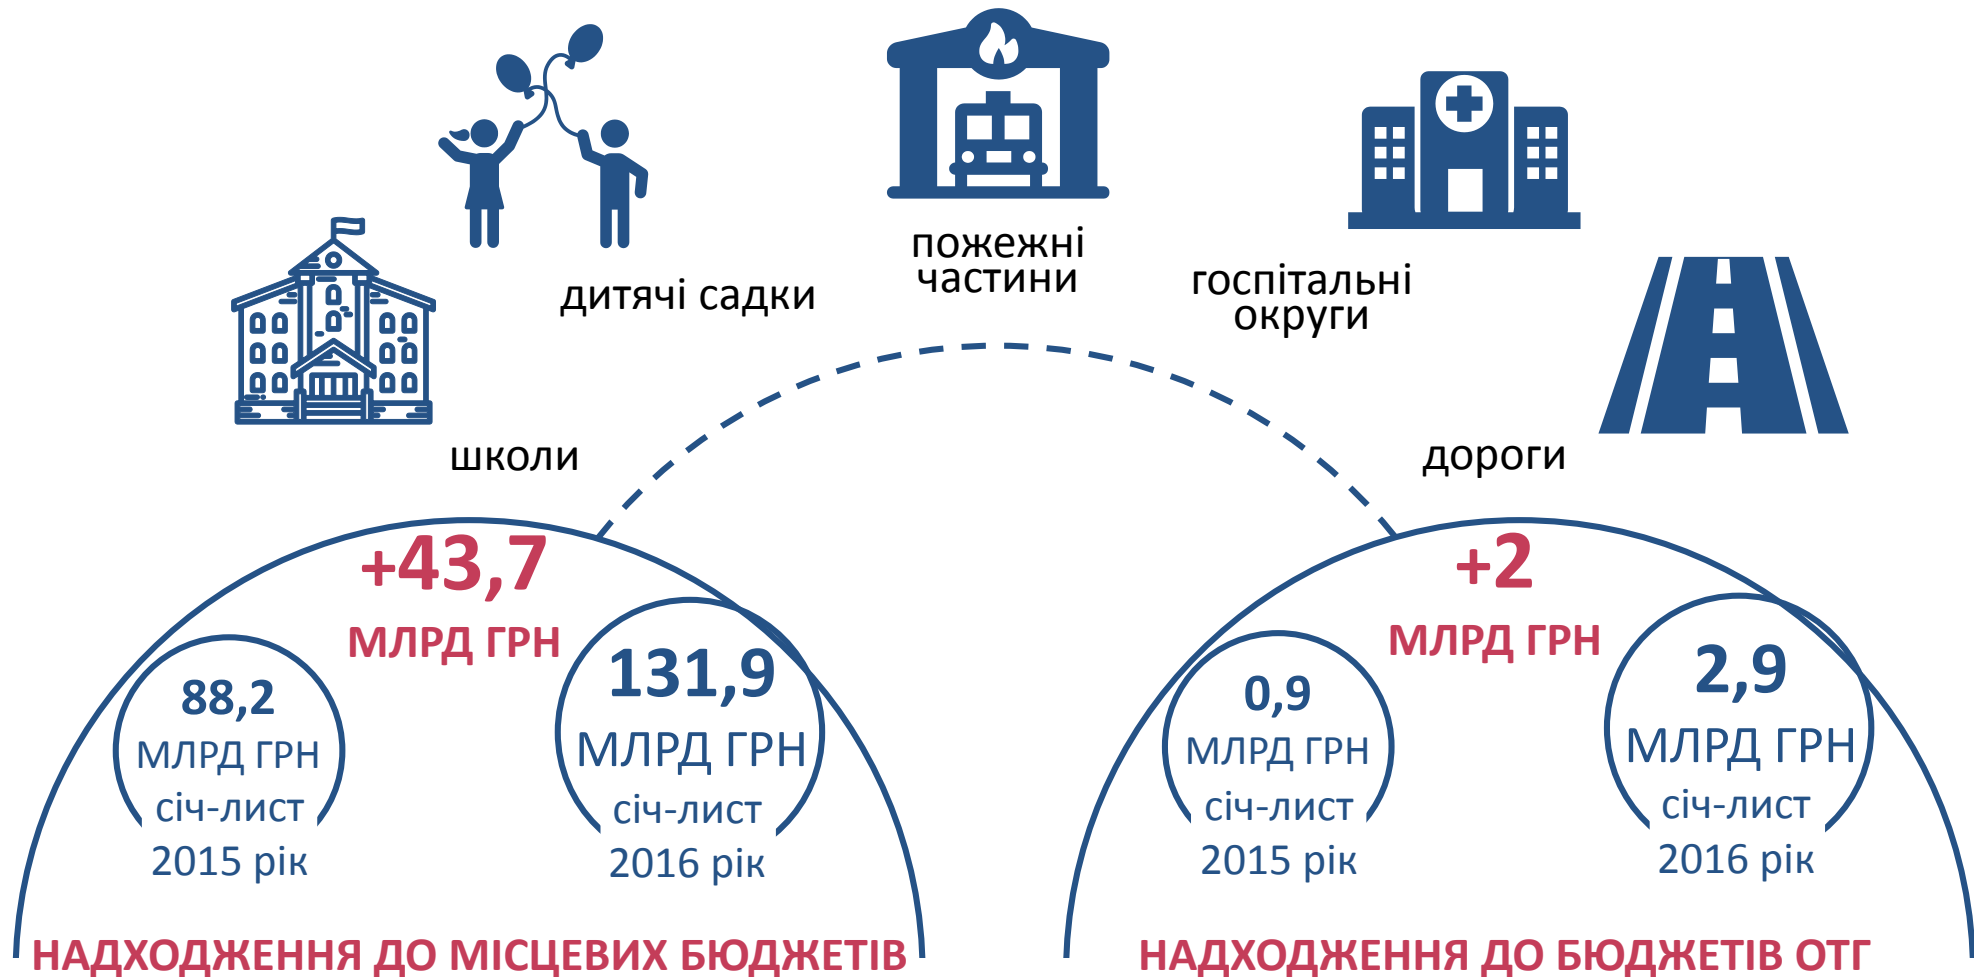 пожежні
частини
дитячі садки
госпітальні
округи
школи
дороги
+43,7
МЛРД ГРН
88,2
МЛРД ГРН
січ-лист
2015 рік
131,9
МЛРД ГРН
січ-лист
2016 рік
НАДХОДЖЕННЯ ДО МІСЦЕВИХ БЮДЖЕТІВ
+2
МЛРД ГРН
0,9
МЛРД ГРН
січ-лист
2015 рік
2,9
МЛРД ГРН
січ-лист
2016 рік
НАДХОДЖЕННЯ ДО БЮДЖЕТІВ ОТГ